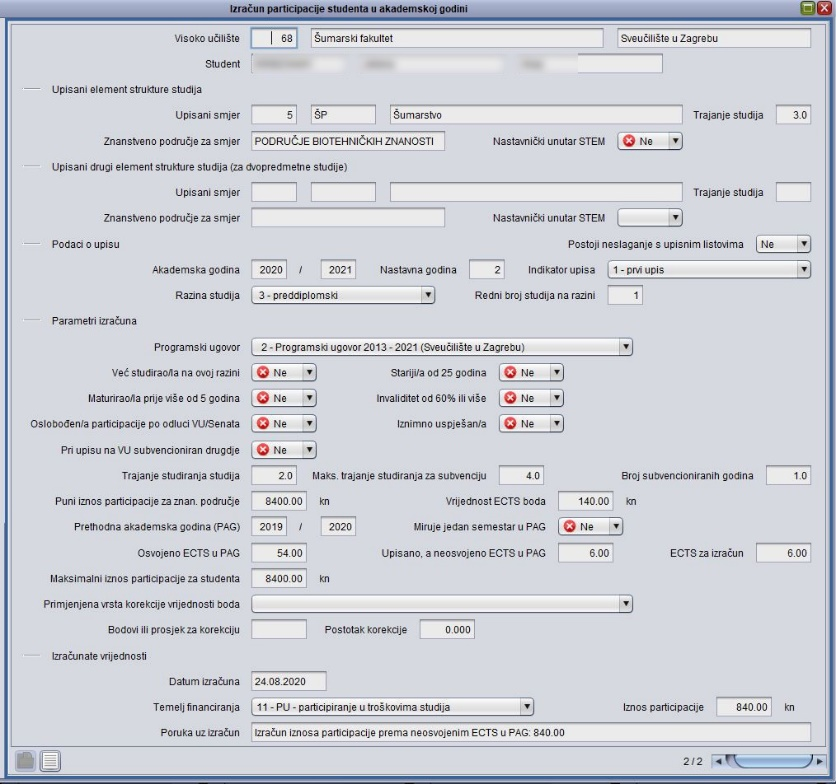 Izračun participacije studenta u akademskoj godini
Visoko učilište 68 Šumarski fakultet Sveučilište u Zagrebu
Student
Upisani element strukture studija
Upisani smjer 5 ŠP Šumarstvo Trajanje studija 3.0
Znanstveno područje za smjer PODRUČJE BIOTEHNIČKIH ZNANOSTI Nastavnički unutar STEM Ne
Upisani drugi element strukture studija (za dvopredmetne studije)
Upisani smjer Trajanje studija
Znanstveno područje za smjer Nastavnički unutar STEM
Podaci o upisu Postoji neslaganje s upisnim listovima Ne
Akademska godina 2020 / 2021 Nastavna godina 2 Indikator upisa 1 - prvi upis
Razina studija 3 - preddiplomski Redni broj studija na razini 1
Parametri izračuna
Programski ugovor 2 - Programski ugovor 2013 - 2021 (Sveučilište u Zagrebu)
Već studirao/la na ovoj razini Ne Stariji/a od 25 godina Ne
Maturirao/la prije više od 5 godina Ne Invaliditet od 60% ili više Ne
Oslobođen/a participacije po odluci VU/Senata Ne Iznimno uspješan/a Ne
Pri upisu na VU subvencioniran drugdje Ne
Trajanje studiranja studija 2.0 Maks. trajanje studiranja za subvenciju 4.0 Broj subvencioniranih godina 1.0
Puni iznos participacije za znan. područje 8400.00 kn Vrijednost ECTS boda 140.00 kn
Prethodna akademska godina (PAG) 2019 / 2020 Miruje jedan semestar u PAG Ne
Osvojeno ECTS u PAG 54.00 Upisano, a neosvojeno ECTS u PAG 6.00 ECTS za izračun 6.00
Maksimalni iznos participacije za studenta 8400.00 kn
Primjenjena vrsta korekcije vrijednosti boda
Bodovi ili prosjek za korekciju Postotak korekcije 0.000
Izračunate vrijednosti
Datum izračuna 24.08.2020
Temelj financiranja 11 - PU - participiranje u troškovima studija Iznos participacije 840.00 kn
Poruka uz izračun Izračun iznosa participacije prema neosvojenim ECTS u PAG: 840.00
2 / 2